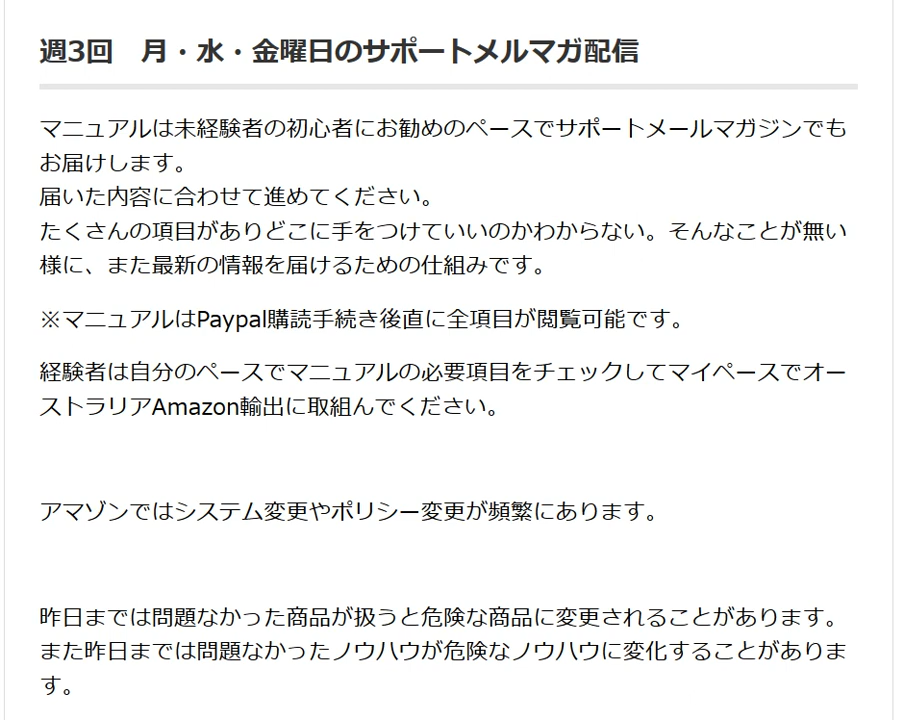 週3回　月・水・金曜日のサポートメルマガ配信
マニュアルは未経験者の初心者にお勧めのペースでサポートメールマガジンでも
お届けします。
届いた内容に合わせて進めてください。
たくさんの項目がありどこに手をつけていいのかわからない。そんなことが無い
様に、また最新の情報を届けるための仕組みです。
※マニュアルはPaypal購読手続き後直に全項目が閲覧可能です。
経験者は自分のペースでマニュアルの必要項目をチェックしてマイペースでオー
ストラリアAmazon輸出に取組んでください。
アマゾンではシステム変更やポリシー変更が頻繁にあります。
昨日までは問題なかった商品が扱うと危険な商品に変更されることがあります。
また昨日までは問題なかったノウハウが危険なノウハウに変化することがありま
す。